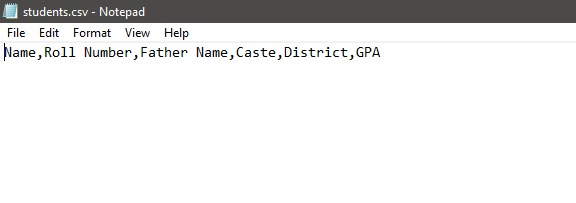 students.csv - Notepad
File Edit Format View Help
Name,Roll Number,Father Name,Caste,District,GPA